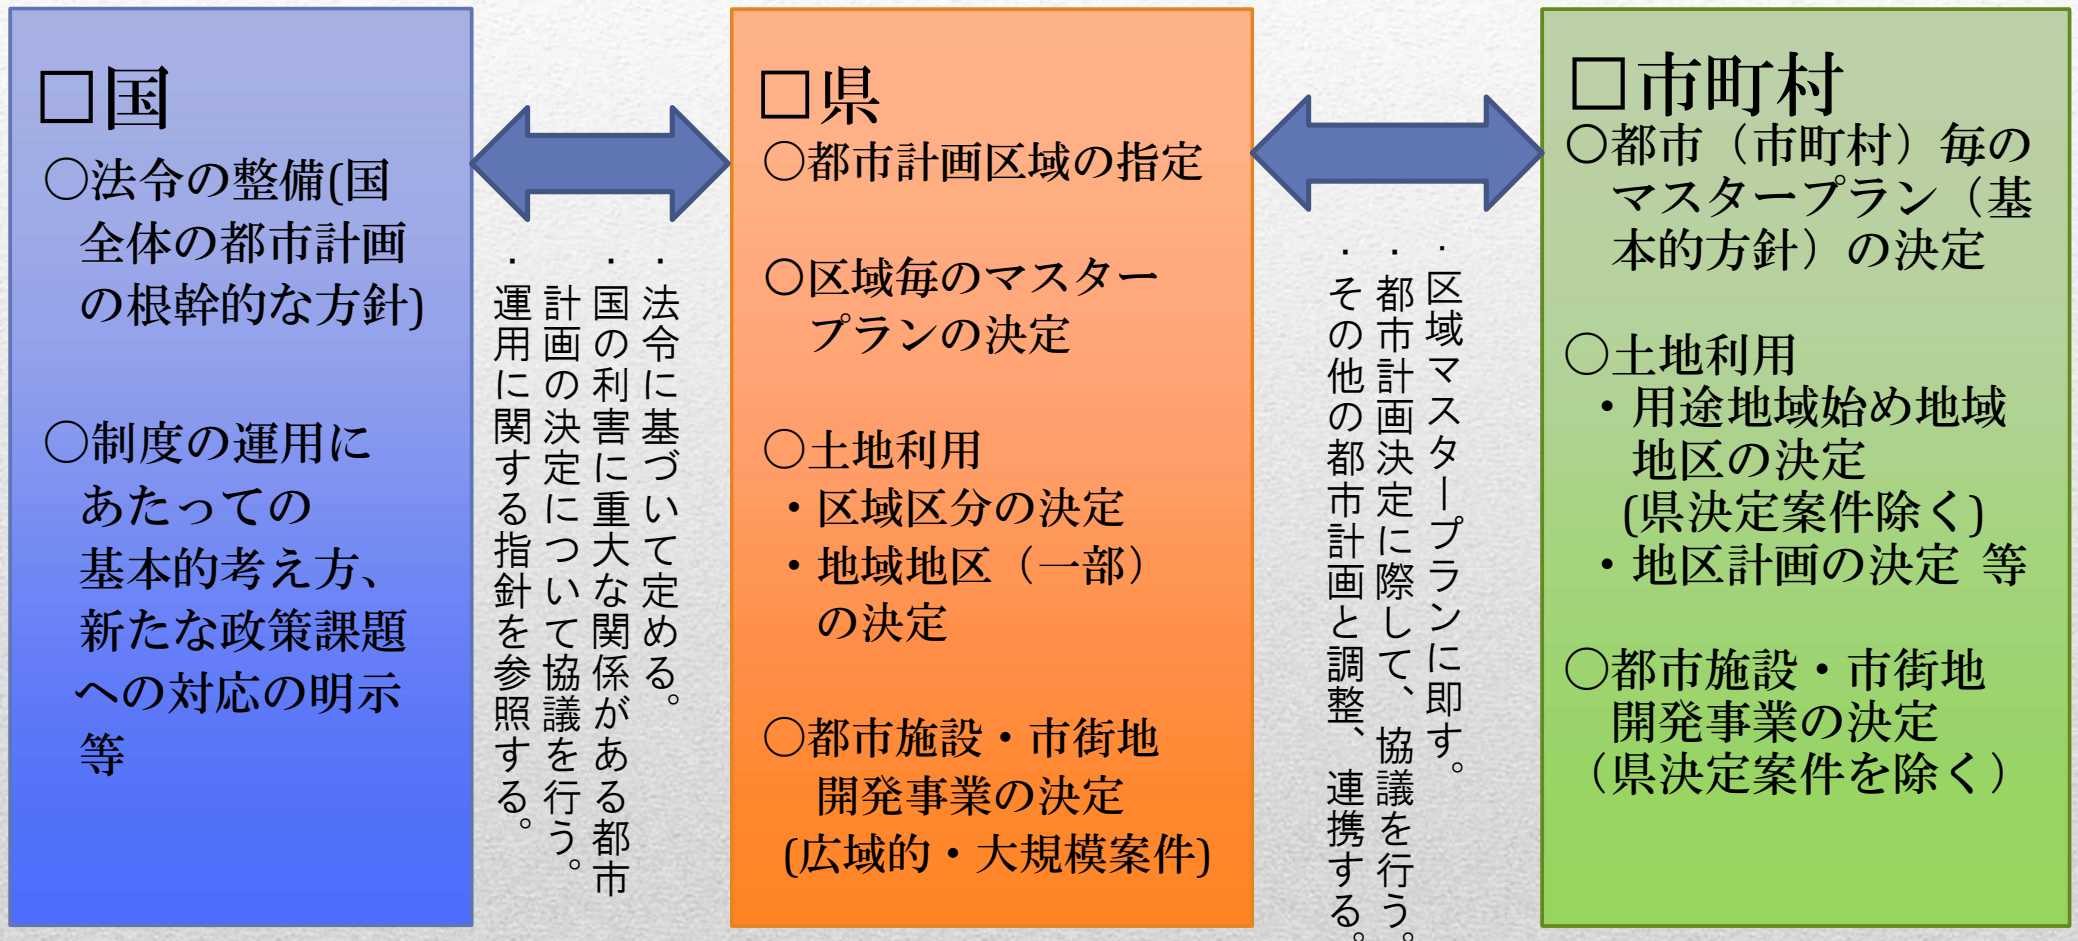 □国
○法令の整備(国
全体の都市計画
の根幹的な方針)
○制度の運用に
あたっての
基本的考え方、
新たな政策課題
への対応の明示
等
・法令に基づいて定める。
・国の利害に重大な関係がある都市
計画の決定について協議を行う。
・運用に関する指針を参照する。
□県
○都市計画区域の指定
○区域毎のマスター
プランの決定
○土地利用
・区域区分の決定
・地域地区（一部）
の決定
○都市施設・市街地
開発事業の決定
(広域的・大規模案件)
・区域マスタープランに即す。
・都市計画決定に際して、協議を行う。
・その他の都市計画と調整、連携する。
□市町村
○都市（市町村）毎の
マスタープラン（基
本的方針）の決定
○土地利用
・用途地域始め地域
地区の決定
(県決定案件除く)
・地区計画の決定 等
○都市施設・市街地
開発事業の決定
（県決定案件を除く）